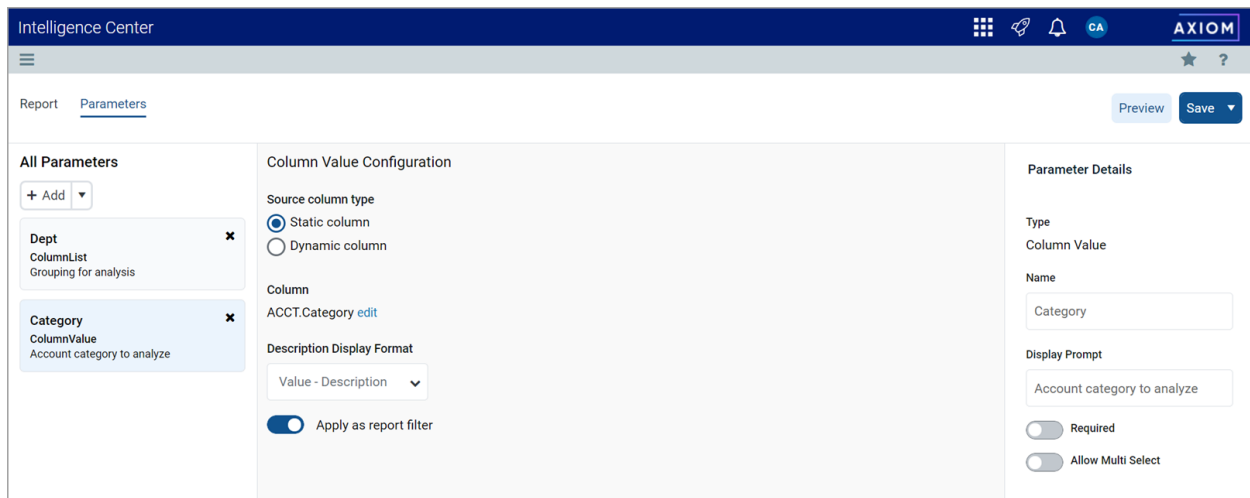 Intelligence Center
CA
AXIOM
?
Report
Parameters
Preview
Save
All Parameters
+ Add
Dept
ColumnList
Grouping for analysis
Category
ColumnValue
Account category to analyze
Column Value Configuration
Source column type
Static column
Dynamic column
Column
ACCT.Category edit
Description Display Format
Value - Description
Apply as report filter
Parameter Details
Type
Column Value
Name
Category
Display Prompt
Account category to analyze
Required
Allow Multi Select